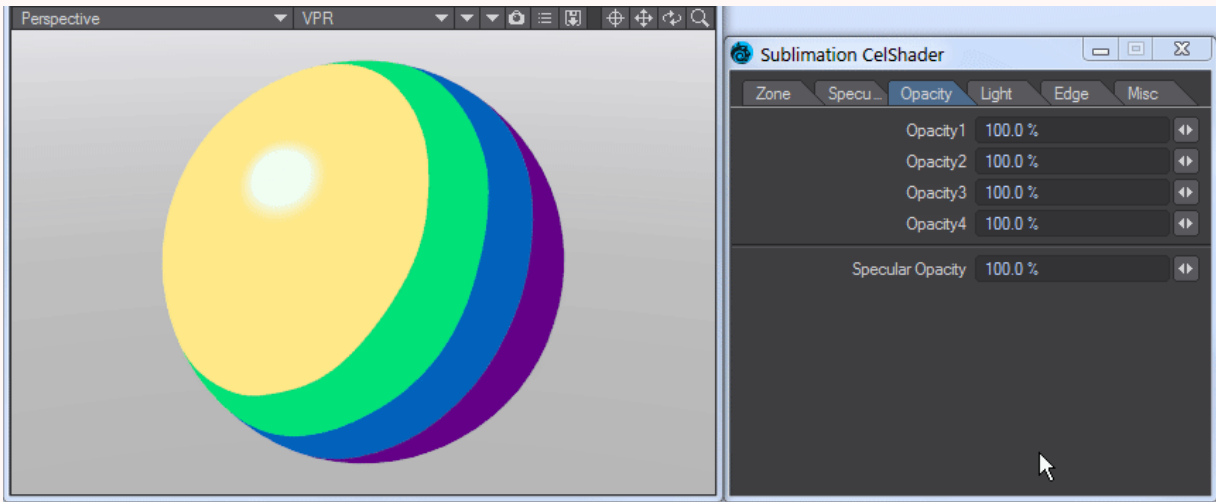 Perspective VPR
Sublimation CelShader
Zone Specu... Opacity Light Edge Misc
Opacity1 100.0 %
Opacity2 100.0 %
Opacity3 100.0 %
Opacity4 100.0 %
Specular Opacity 100.0 %